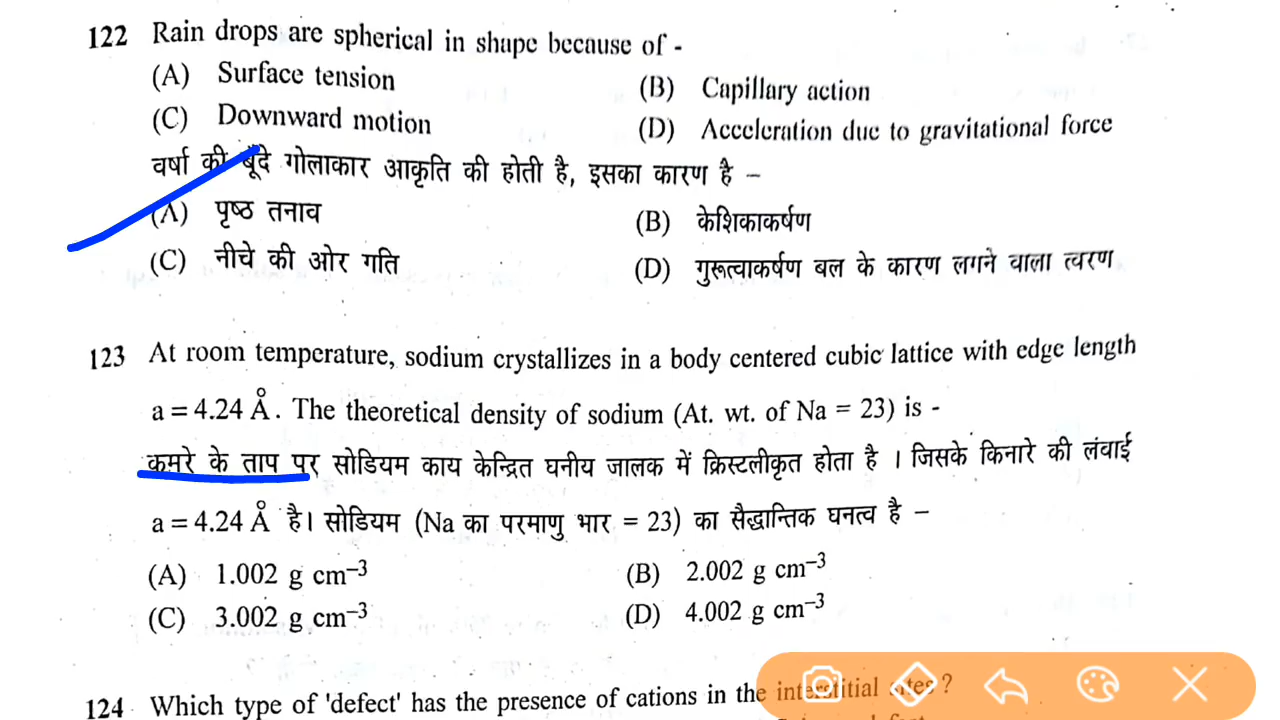 122 Rain drops are spherical in shape because of -
(A) Surface tension (B) Capillary action
(C) Downward motion (D) Acceleration due to gravitational force
वर्षा की बूँदे गोलाकार आकृति की होती है, इसका कारण है –
(A) पृष्ठ तनाव (B) केशिकाकर्षण
(C) नीचे की ओर गति (D) गुरूत्वाकर्षण बल के कारण लगने वाला त्वरण
123 At room temperature, sodium crystallizes in a body centered cubic lattice with edge length
a = 4.24 Å. The theoretical density of sodium (At. wt. of Na = 23) is -
कमरे के ताप पर सोडियम काय केन्द्रित घनीय जालक में क्रिस्टलीकृत होता है । जिसके किनारे की लंवाई
a = 4.24 Å है। सोडियम (Na का परमाणु भार = 23) का सैद्धान्तिक घनत्व है –
(A) 1.002 g cm⁻³ (B) 2.002 g cm⁻³
(C) 3.002 g cm⁻³ (D) 4.002 g cm⁻³
124 Which type of 'defect' has the presence of cations in the interstitial sites ?